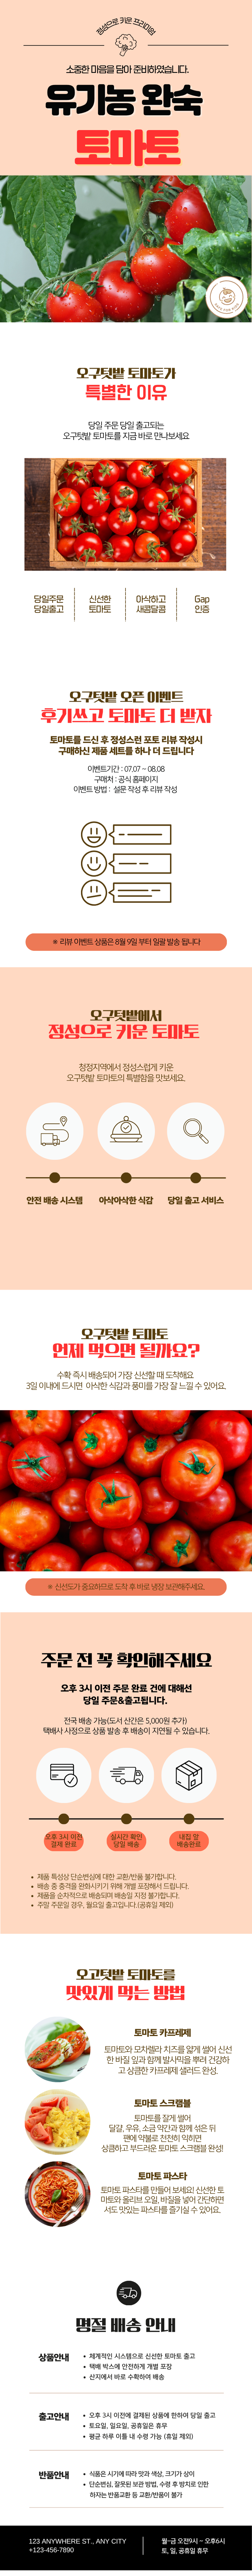 정성으로 키운 프리미엄
소중한 마음을 담아 준비하였습니다.
유기농 완숙
토마토
오구텃밭 토마토가
특별한 이유
당일 주문 당일 출고되는
오구텃밭 토마토를 지금 바로 만나보세요
당일주문
당일출고
신선한
토마토
아삭하고
새콤달콤
Gap
인증
오구텃밭 오픈 이벤트
후기쓰고 토마토 더 받자
토마토를 드신 후 정성스런 포토 리뷰 작성시
구매하신 제품 세트를 하나 더 드립니다
이벤트기간 : 07.07 ~ 08.08
구매처 : 공식 홈페이지
이벤트 방법 : 설문 작성 후 리뷰 작성
※ 리뷰 이벤트 상품은 8월 9일 부터 일괄 발송 됩니다
오구텃밭에서
정성으로 키운 토마토
청정지역에서 정성스럽게 키운
오구텃밭 토마토의 특별함을 맛보세요.
안전 배송 시스템
아삭아삭한 식감
당일 출고 서비스
오구텃밭 토마토
언제 먹으면 될까요?
수확 즉시 배송되어 가장 신선할 때 도착해요
3일 이내에 드시면 아삭한 식감과 풍미를 가장 잘 느낄 수 있어요.
※ 신선도가 중요하므로 도착 후 바로 냉장 보관해주세요.
주문 전 꼭 확인해주세요
오후 3시 이전 주문 완료 건에 대해선
당일 주문&출고됩니다.
전국 배송 가능(도서 산간은 5,000원 추가)
택배사 사정으로 상품 발송 후 배송이 지연될 수 있습니다.
오후 3시 이전
결제 완료
실시간 확인
당일 배송
내집 앞
배송완료
• 제품 특성상 단순변심에 대한 교환/반품 불가합니다.
• 배송 중 충격을 완화시키기 위해 개별 포장해서 드립니다.
• 제품을 순차적으로 배송되며 배송일 지정 불가합니다.
• 주말 주문일 경우, 월요일 출고입니다.(공휴일 제외)
오고텃밭 토마토를
맛있게 먹는 방법
토마토 카프레제
토마토와 모차렐라 치즈를 얇게 썰어 신선
한 바질 잎과 함께 발사믹을 뿌려 건강하
고 상큼한 카프레제 샐러드 완성.
토마토 스크램블
토마토를 잘게 썰어
달걀, 우유, 소금 약간과 함께 섞은 뒤
팬에 약불로 천천히 익히면
상큼하고 부드러운 토마토 스크램블 완성!
토마토 파스타
토마토 파스타를 만들어 보세요! 신선한 토
마토와 올리브 오일, 바질을 넣어 간단하면
서도 맛있는 파스타를 즐기실 수 있어요.
명절 배송 안내
상품안내
• 체계적인 시스템으로 신선한 토마토 출고
• 택배 박스에 안전하게 개별 포장
• 산지에서 바로 수확하여 배송
출고안내
• 오후 3시 이전에 결제된 상품에 한하여 당일 출고
• 토요일, 일요일, 공휴일은 휴무
• 평균 하루 이틀 내 수령 가능 (휴일 제외)
반품안내
• 식품은 시기에 따라 맛과 색상, 크기가 상이
• 단순변심, 잘못된 보관 방법, 수령 후 방치로 인한
하자는 반품교환 등 교환/반품이 불가
123 ANYWHERE ST., ANY CITY
+123-456-7890
월~금 오전9시 ~ 오후6시
토, 일, 공휴일 휴무